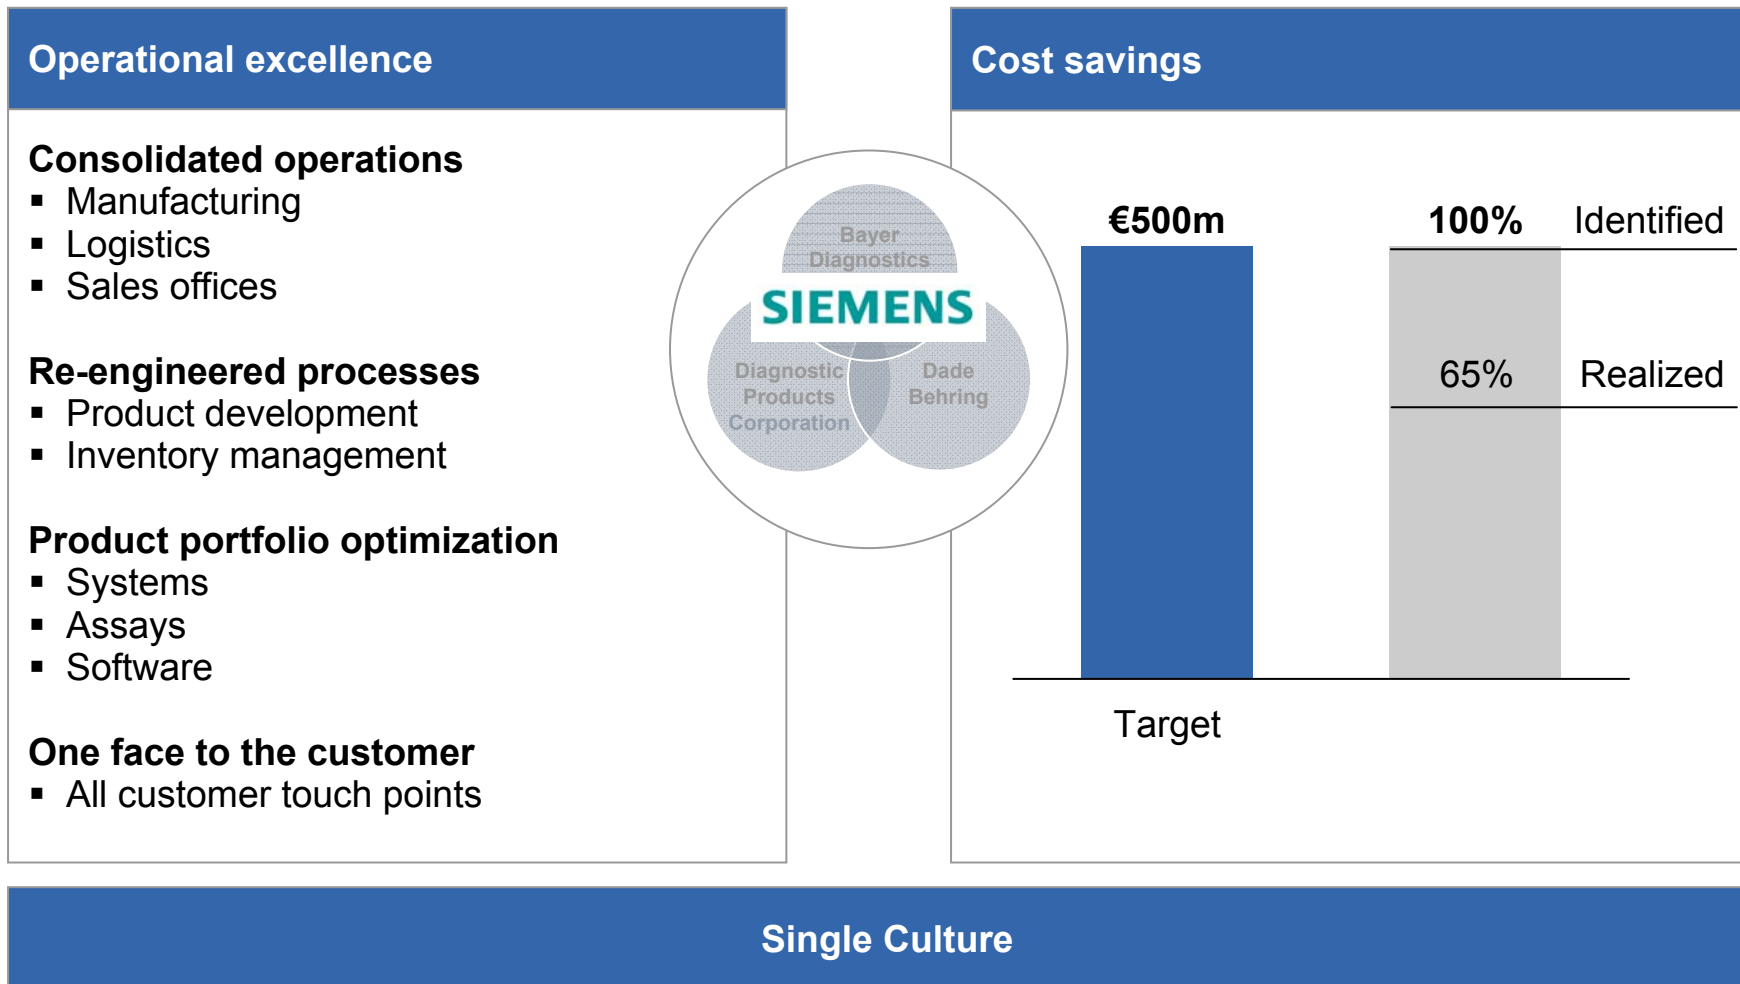 Operational excellence
Consolidated operations
▪ Manufacturing
▪ Logistics
▪ Sales offices
Re-engineered processes
▪ Product development
▪ Inventory management
Product portfolio optimization
▪ Systems
▪ Assays
▪ Software
One face to the customer
▪ All customer touch points
Bayer
Diagnostics
SIEMENS
Diagnostic
Products
Corporation
Dade
Behring
Cost savings
€500m
100% Identified
65% Realized
Target
Single Culture